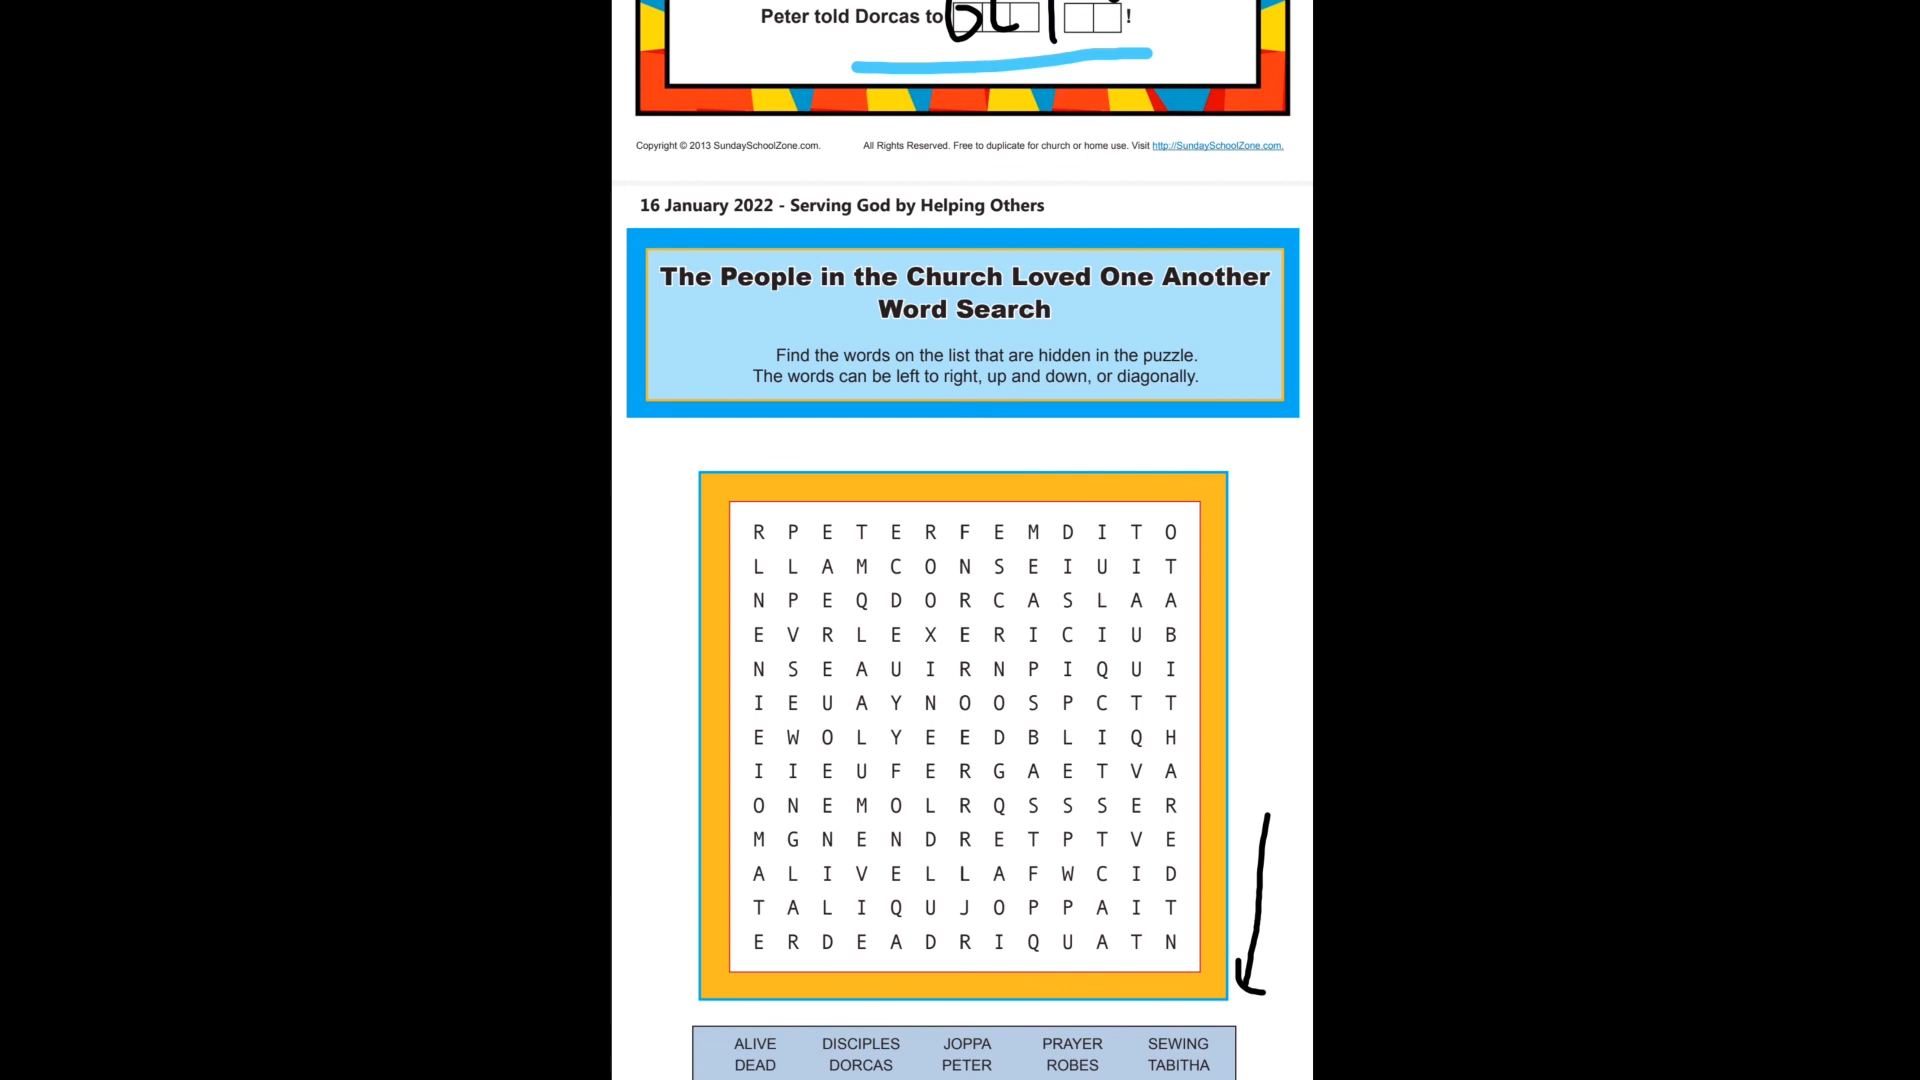 Peter told Dorcas to GET !
Copyright © 2013 SundaySchoolZone.com. All Rights Reserved. Free to duplicate for church or home use. Visit http://SundaySchoolZone.com.
16 January 2022 - Serving God by Helping Others
The People in the Church Loved One Another
Word Search
Find the words on the list that are hidden in the puzzle.
The words can be left to right, up and down, or diagonally.
R P E T E R F E M D I T O
L L A M C O N S E I U I T
N P E Q D O R C A S L A A
E V R L E X E R I C I U B
N S E A U I R N P I Q U I
I E U A Y N O O S P C T T
E W O L Y E E D B L I Q H
I I E U F E R G A E T V A
O N E M O L R Q S S S E R
M G N E N D R E T P T V E
A L I V E L L A F W C I D
T A L I Q U J O P P A I T
E R D E A D R I Q U A T N
ALIVE DISCIPLES JOPPA PRAYER SEWING
DEAD DORCAS PETER ROBES TABITHA